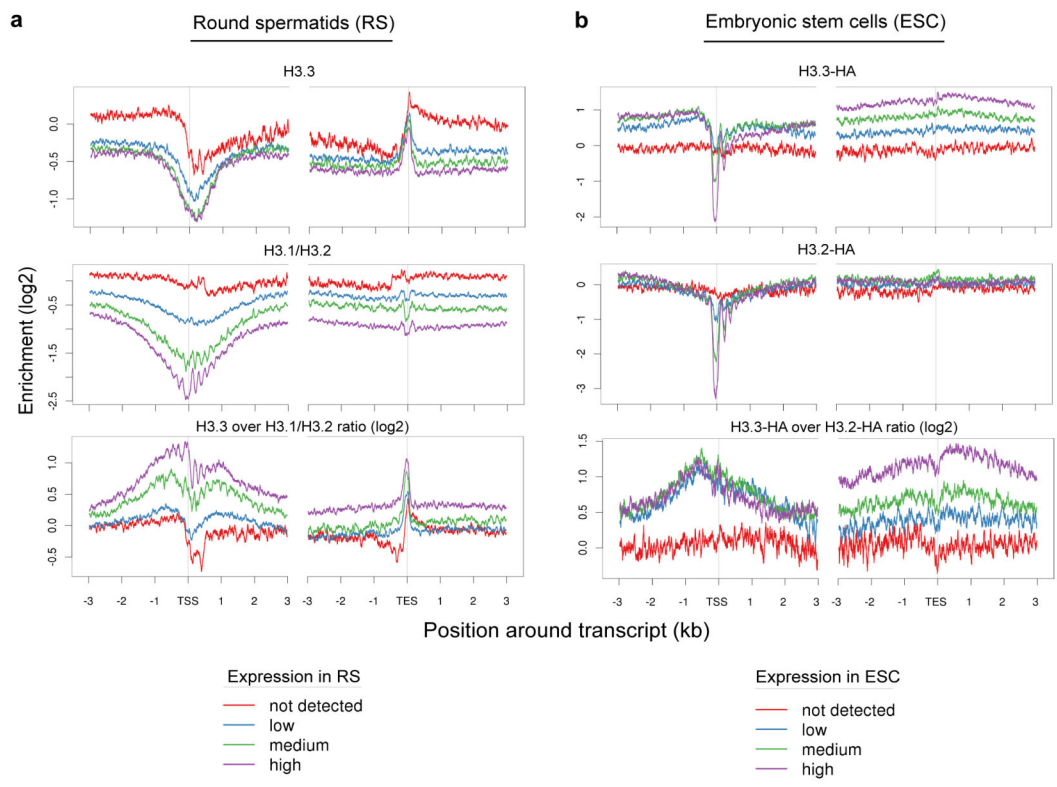 a
Round spermatids (RS)
b
Embryonic stem cells (ESC)
H3.3
H3.3-HA
0.0
-0.5
-1.0
1
0
-1
-2
H3.1/H3.2
H3.2-HA
-0.5
-1.5
-2.5
0
-1
-2
-3
H3.3 over H3.1/H3.2 ratio (log2)
H3.3-HA over H3.2-HA ratio (log2)
1.0
0.5
0.0
-0.5
1.5
1.0
0.5
0.0
Enrichment (log2)
-3 -2 -1 TSS 1 2 3 -3 -2 -1 TES 1 2 3
-3 -2 -1 TSS 1 2 3 -3 -2 -1 TES 1 2 3
Position around transcript (kb)
Expression in RS
not detected
low
medium
high
Expression in ESC
not detected
low
medium
high